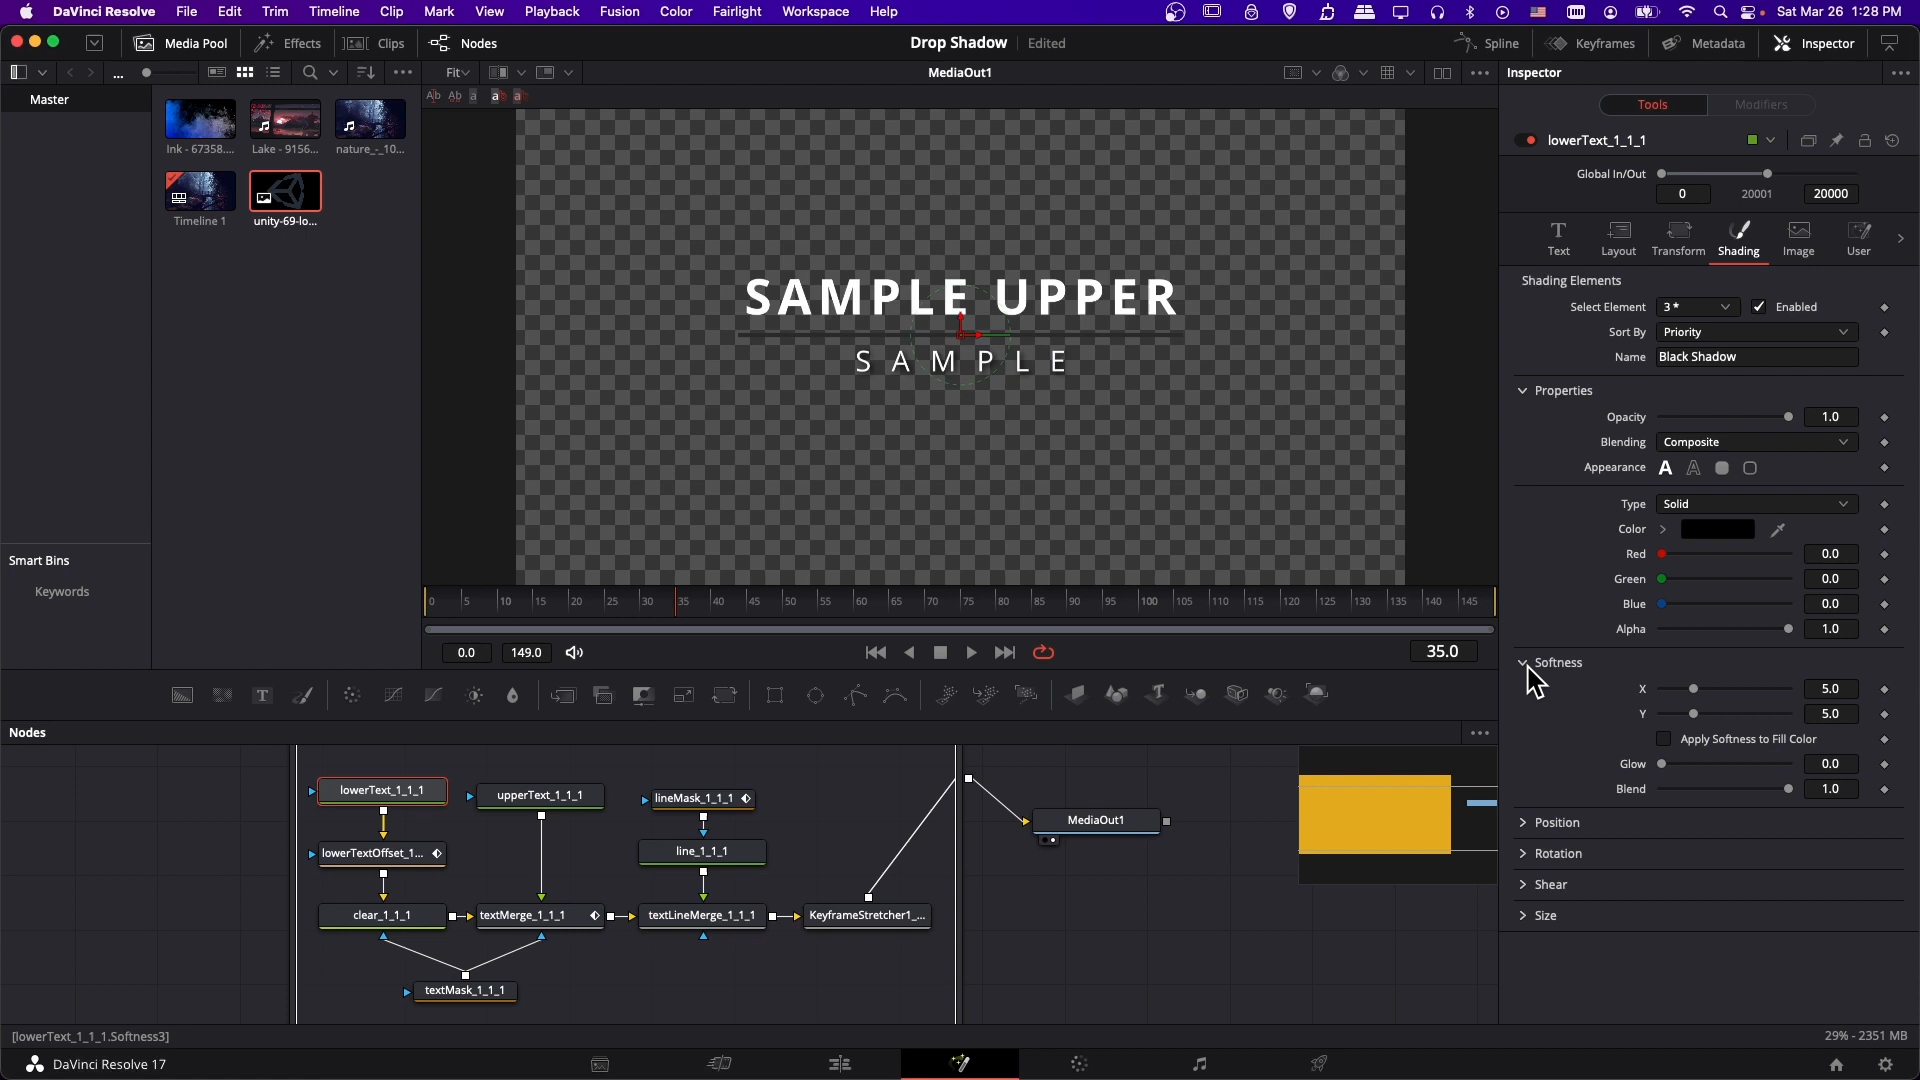 DaVinci Resolve File Edit Trim Timeline Clip Mark View Playback Fusion Color Fairlight Workspace Help Sat Mar 26 1:28 PM
Media Pool Effects Clips Nodes Drop Shadow Edited Spline Keyframes Metadata Inspector
... Fit MediaOut1 Inspector
Master
Ink - 67358.... Lake - 9156... nature_-_10...
Timeline 1 unity-69-lo...
Smart Bins
Keywords
SAMPLE UPPER
SAMPLE
0 5 10 15 20 25 30 35 40 45 50 55 60 65 70 75 80 85 90 95 100 105 110 115 120 125 130 135 140 145
0.0 149.0 35.0
Tools Modifiers
lowerText_1_1_1
Global In/Out
0 20001 20000
Text Layout Transform Shading Image User
Shading Elements
Select Element 3 * Enabled
Sort By Priority
Name Black Shadow
Properties
Opacity 1.0
Blending Composite
Appearance
Type Solid
Color
Red 0.0
Green 0.0
Blue 0.0
Alpha 1.0
Softness
X 5.0
Y 5.0
Apply Softness to Fill Color
Glow 0.0
Blend 1.0
Position
Rotation
Shear
Size
Nodes
lowerText_1_1_1 upperText_1_1_1 lineMask_1_1_1
lowerTextOffset_1... line_1_1_1 MediaOut1
clear_1_1_1 textMerge_1_1_1 textLineMerge_1_1_1 KeyframeStretcher1_...
textMask_1_1_1
[lowerText_1_1_1.Softness3] 29% - 2351 MB
DaVinci Resolve 17